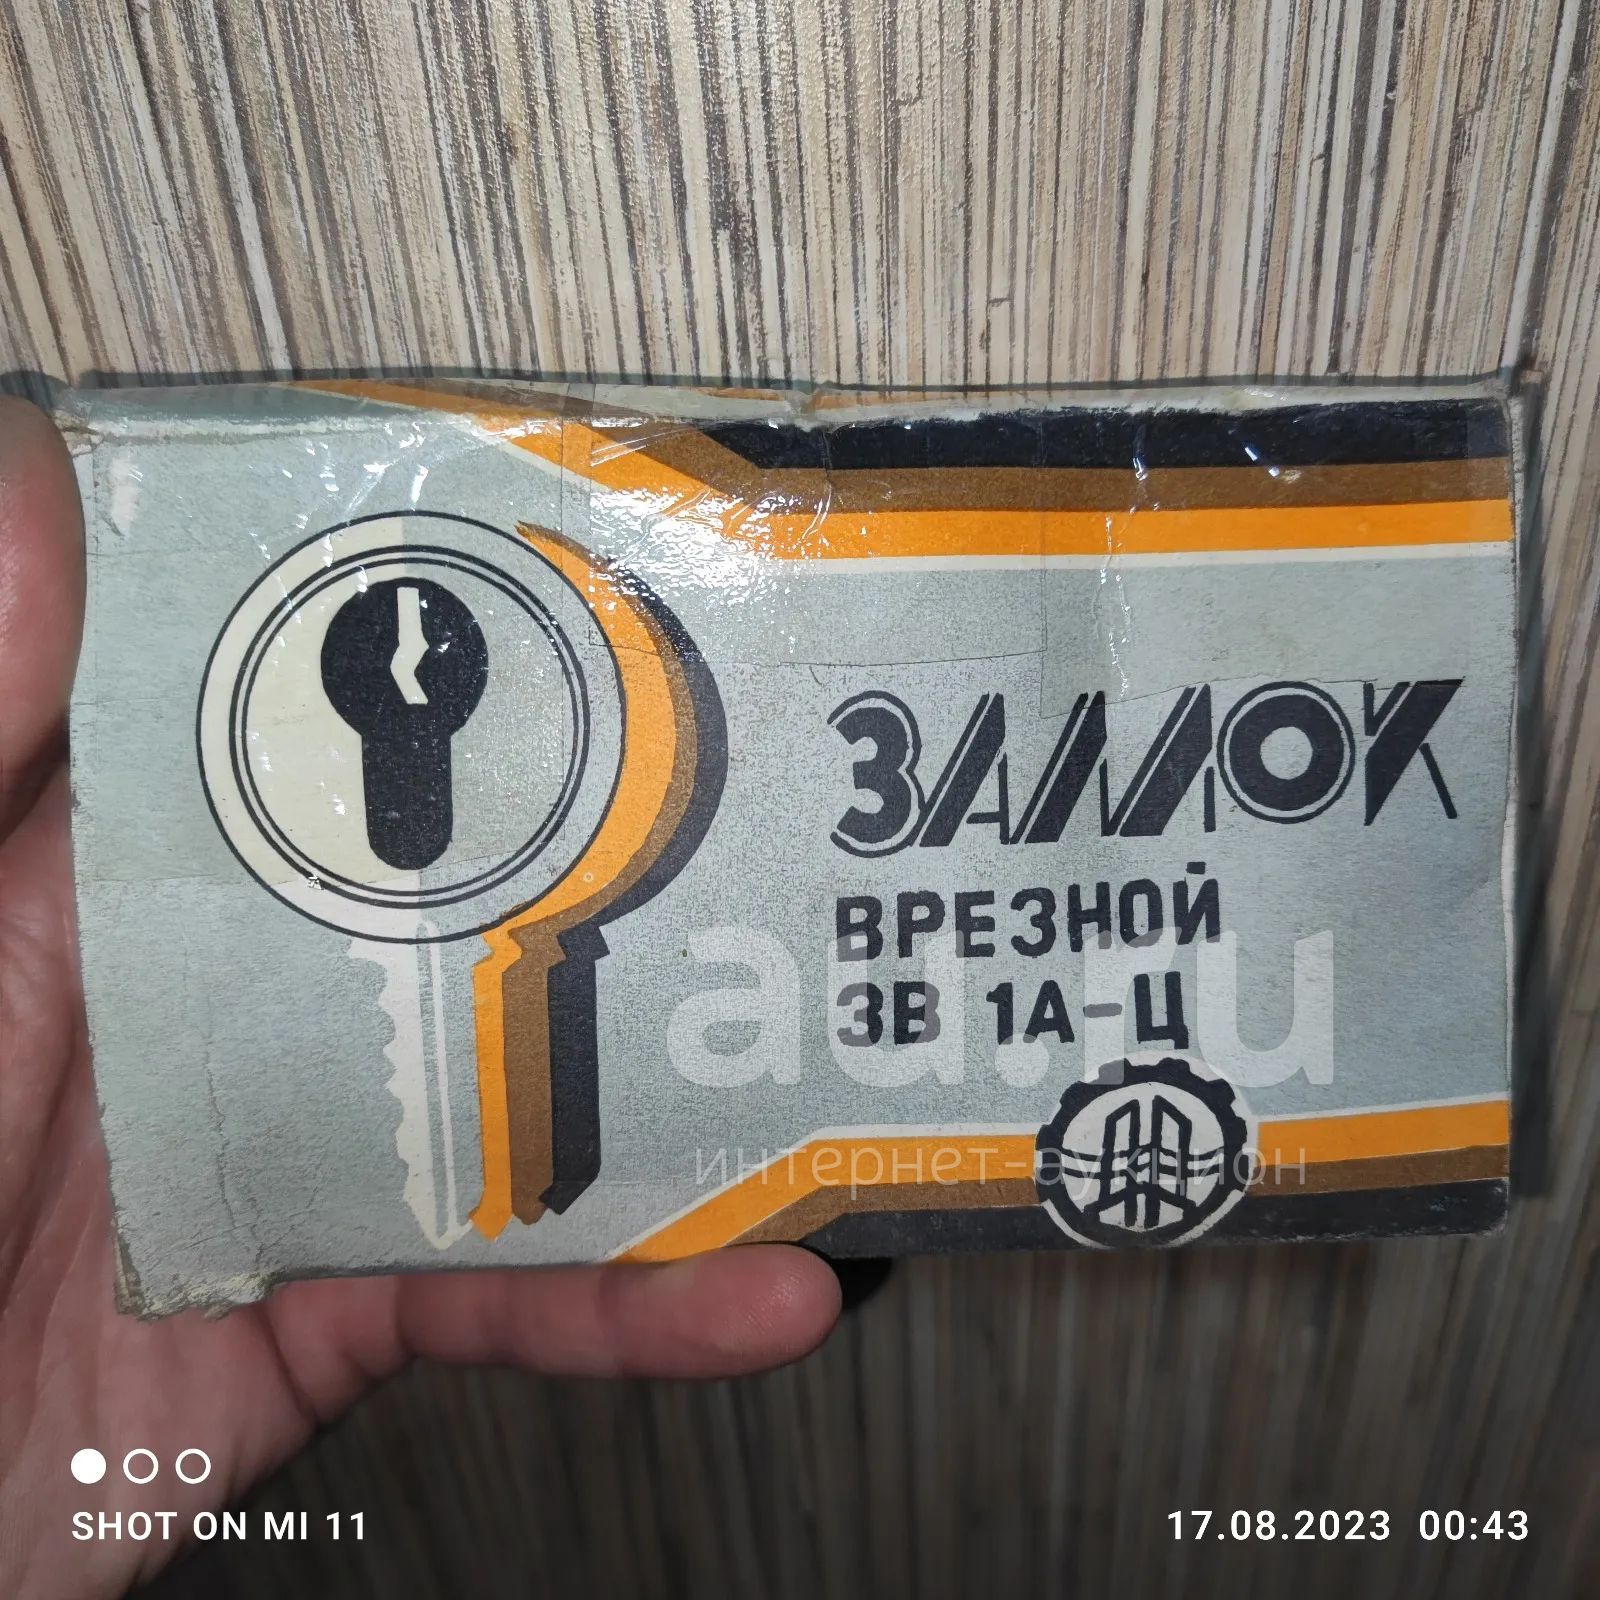 ЗАМОК
ВРЕЗНОЙ
ЗВ 1А-Ц
au.ru
интернет-аукцион
SHOT ON MI 11
17.08.2023 00:43